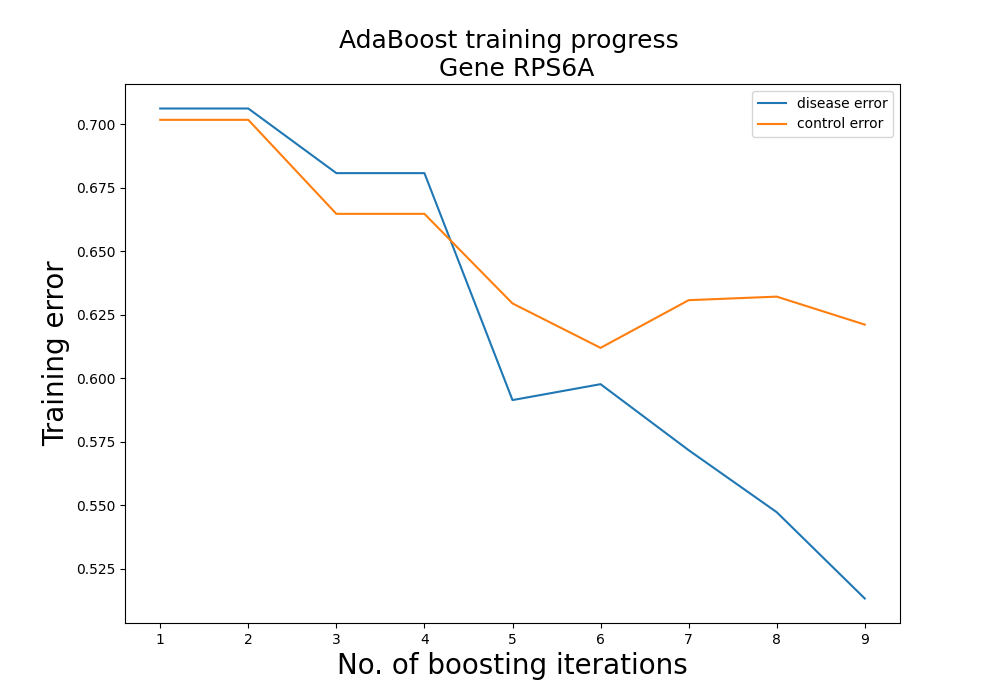 AdaBoost training progress
Gene RPS6A
disease error
control error
0.700
0.675
0.650
0.625
0.600
0.575
0.550
0.525
Training error
1 2 3 4 5 6 7 8 9
No. of boosting iterations